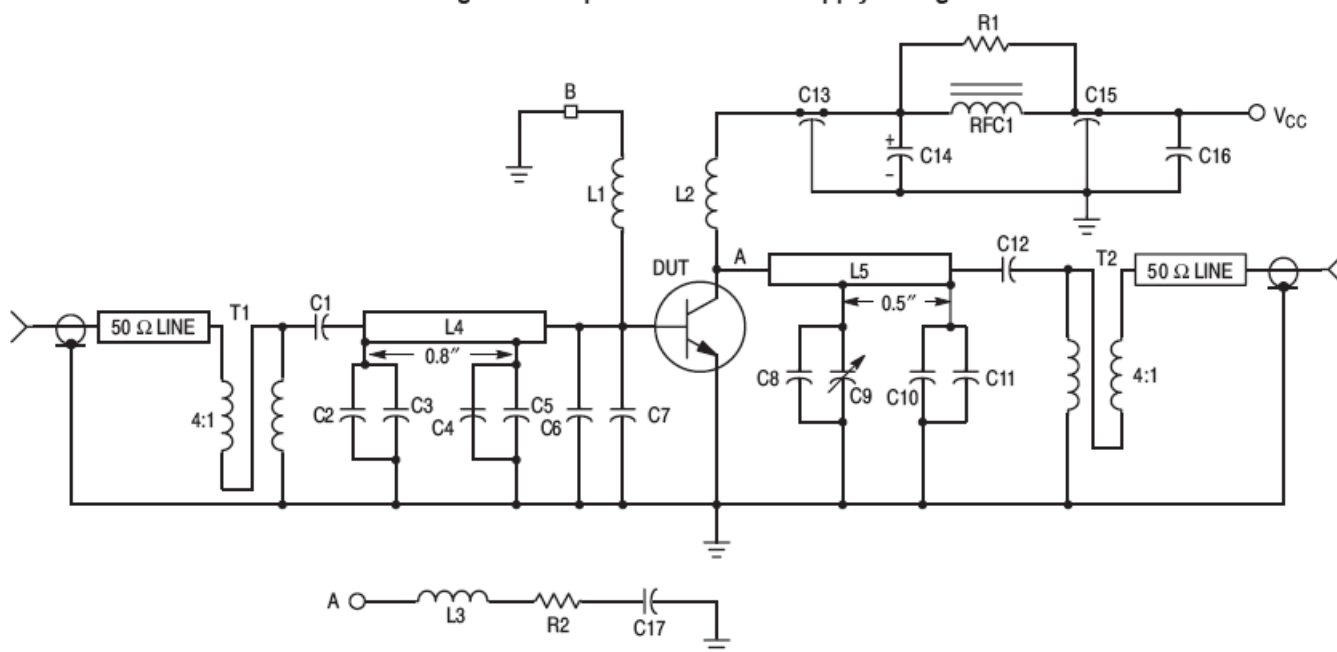 R1
C13
C15
B
RFC1
V_CC
+
C14
C16
−
L1
L2
C12
A
T2
DUT
L5
50 Ω LINE
C1
0.5″
T1
50 Ω LINE
L4
0.8″
C8
C11
C9
4:1
C10
C3
C5
C2
4:1
C4
C6
C7
A
L3
R2
C17